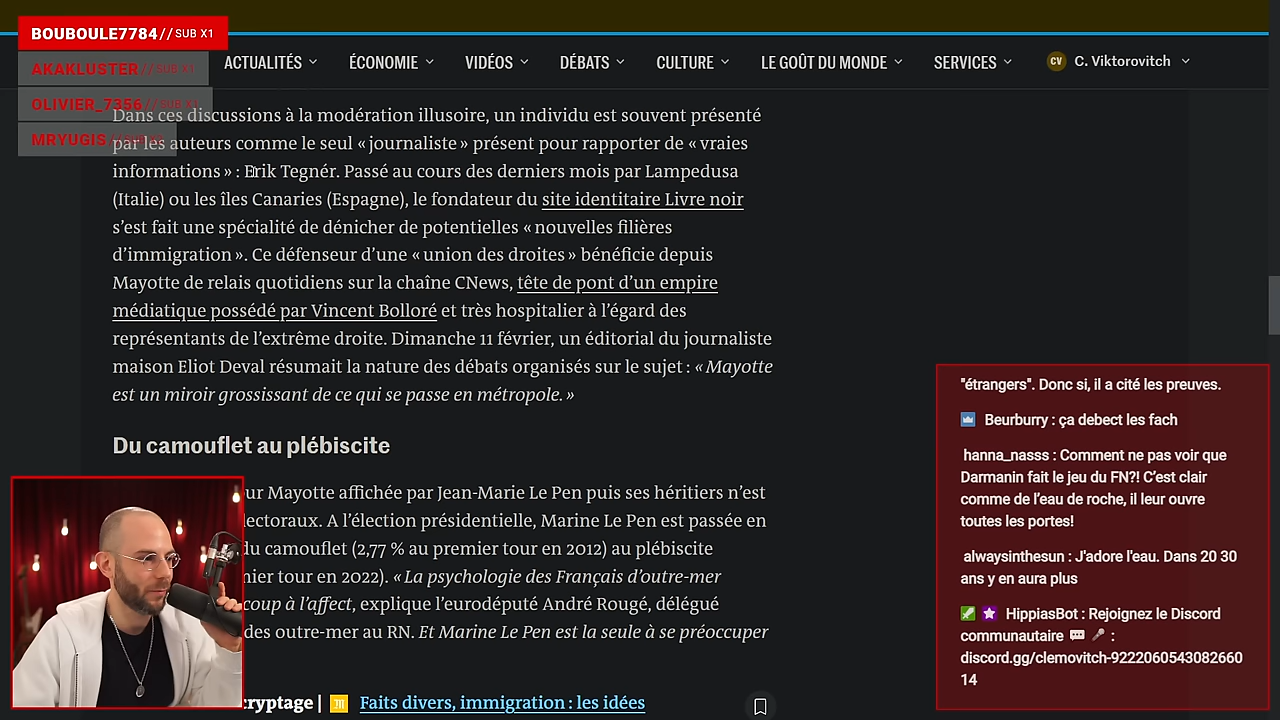 BOUBOULE7784//SUB X1
AKAKLUSTER//SUB X1
OLIVIER_7356//SUB X1
MRYUGIS
ACTUALITÉS
ÉCONOMIE
VIDÉOS
DÉBATS
CULTURE
LE GOÛT DU MONDE
SERVICES
CV
C. Viktorovitch
Dans ces discussions à la modération illusoire, un individu est souvent présenté
par les auteurs comme le seul « journaliste » présent pour rapporter de « vraies
informations » : Erik Tegnér. Passé au cours des derniers mois par Lampedusa
(Italie) ou les îles Canaries (Espagne), le fondateur du site identitaire Livre noir
s’est fait une spécialité de dénicher de potentielles « nouvelles filières
d’immigration ». Ce défenseur d’une « union des droites » bénéficie depuis
Mayotte de relais quotidiens sur la chaîne CNews, tête de pont d’un empire
médiatique possédé par Vincent Bolloré et très hospitalier à l’égard des
représentants de l’extrême droite. Dimanche 11 février, un éditorial du journaliste
maison Eliot Deval résumait la nature des débats organisés sur le sujet : « Mayotte
est un miroir grossissant de ce qui se passe en métropole. »
Du camouflet au plébiscite
ur Mayotte affichée par Jean-Marie Le Pen puis ses héritiers n’est
lectoraux. A l’élection présidentielle, Marine Le Pen est passée en
du camouflet (2,77 % au premier tour en 2012) au plébiscite
nier tour en 2022). « La psychologie des Français d’outre-mer
coup à l’affect, explique l’eurodéputé André Rougé, délégué
des outre-mer au RN. Et Marine Le Pen est la seule à se préoccuper
cryptage | Faits divers, immigration : les idées
"étrangers". Donc si, il a cité les preuves.
Beurburry : ça debect les fach
hanna_nasss : Comment ne pas voir que
Darmanin fait le jeu du FN?! C’est clair
comme de l’eau de roche, il leur ouvre
toutes les portes!
alwaysinthesun : J'adore l'eau. Dans 20 30
ans y en aura plus
HippiasBot : Rejoignez le Discord
communautaire 💬 🎤 :
discord.gg/clemovitch-9222060543082660
14